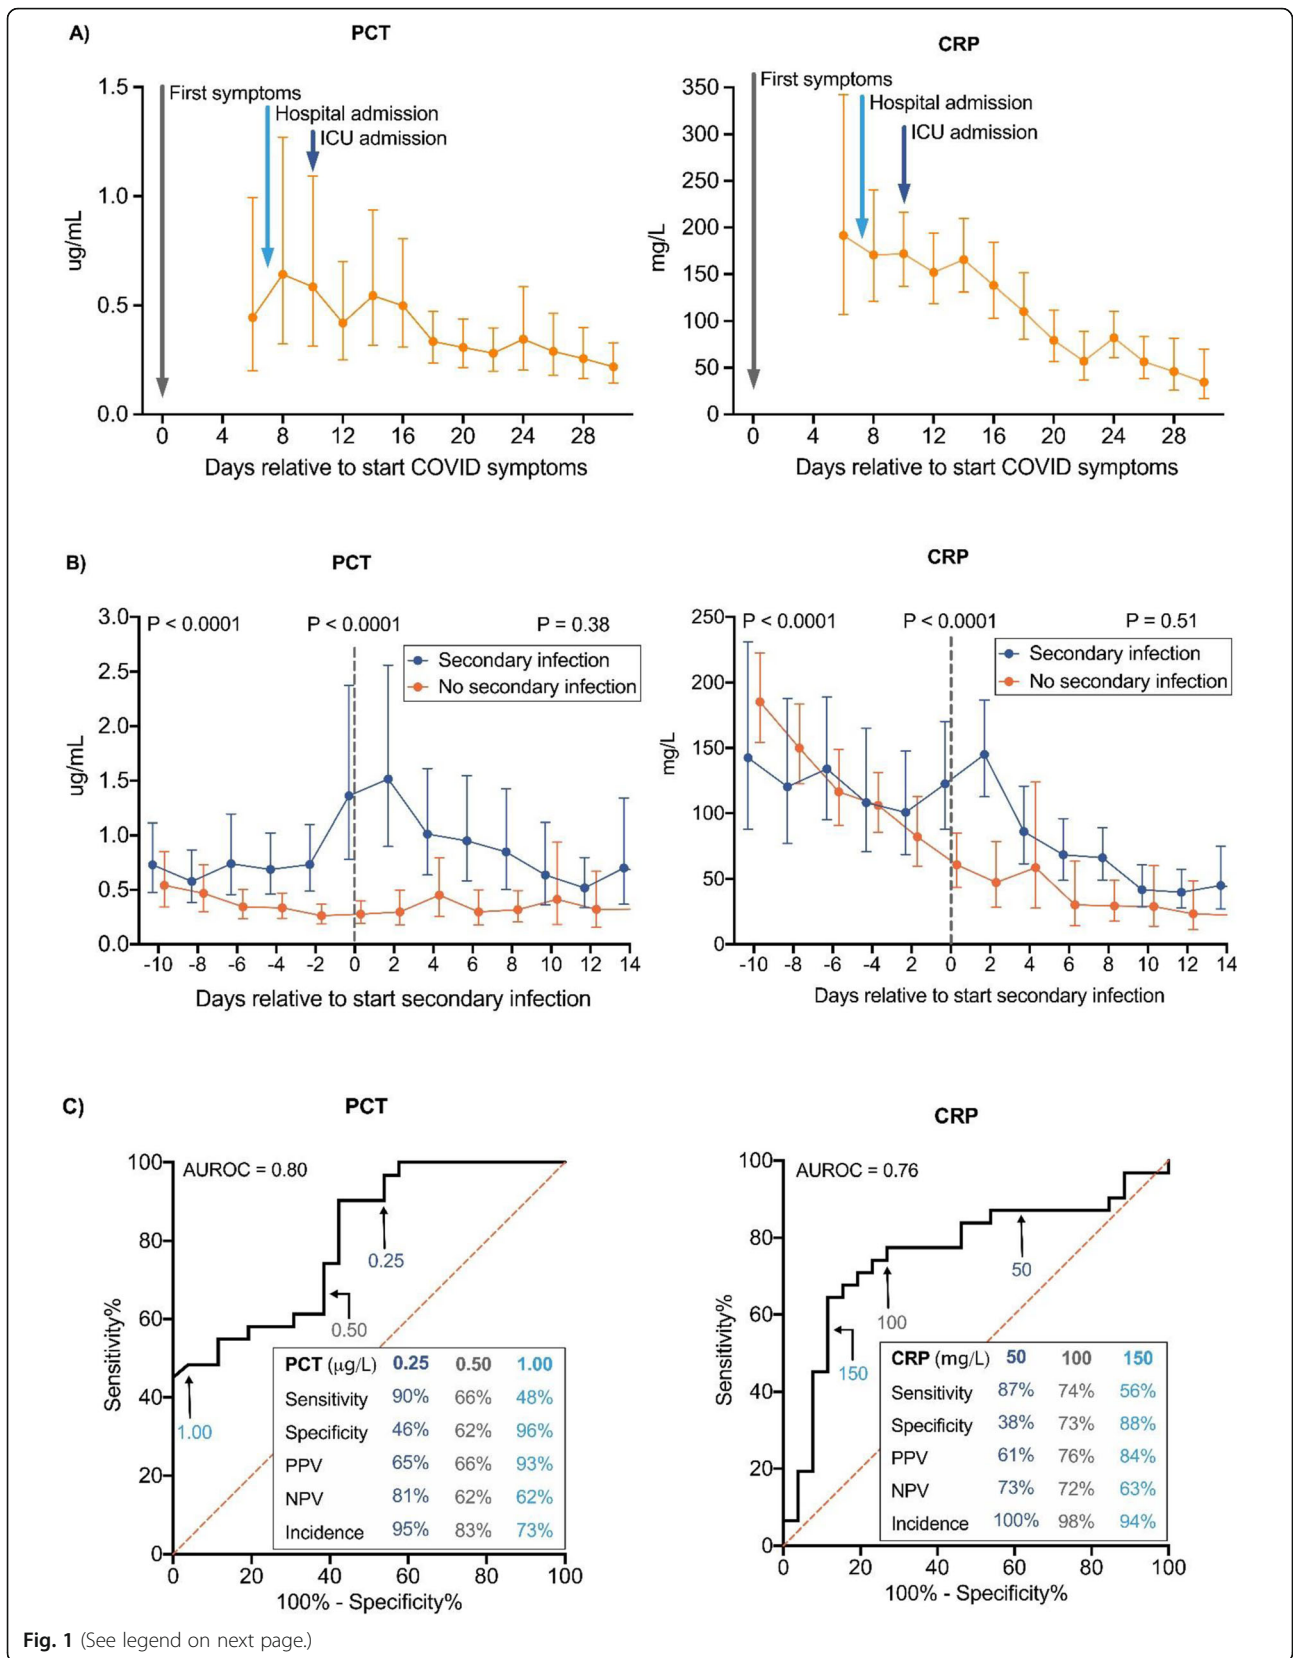 A)
PCT
1.5
1.0
0.5
0.0
ug/mL
First symptoms
Hospital admission
ICU admission
0 4 8 12 16 20 24 28
Days relative to start COVID symptoms
CRP
350
300
250
200
150
100
50
0
mg/L
First symptoms
Hospital admission
ICU admission
0 4 8 12 16 20 24 28
Days relative to start COVID symptoms
B)
PCT
3.0
2.5
2.0
1.5
1.0
0.5
0.0
ug/mL
P < 0.0001 P < 0.0001 P = 0.38
Secondary infection
No secondary infection
-10 -8 -6 -4 -2 0 2 4 6 8 10 12 14
Days relative to start secondary infection
CRP
250
200
150
100
50
0
mg/L
P < 0.0001 P < 0.0001 P = 0.51
Secondary infection
No secondary infection
-10 -8 -6 -4 -2 0 2 4 6 8 10 12 14
Days relative to start secondary infection
C)
PCT
100
80
60
40
20
0
Sensitivity%
AUROC = 0.80
0.25
0.50
1.00
PCT (μg/L) 0.25 0.50 1.00
Sensitivity 90% 66% 48%
Specificity 46% 62% 96%
PPV 65% 66% 93%
NPV 81% 62% 62%
Incidence 95% 83% 73%
0 20 40 60 80 100
100% - Specificity%
CRP
100
80
60
40
20
0
Sensitivity%
AUROC = 0.76
50
100
150
CRP (mg/L) 50 100 150
Sensitivity 87% 74% 56%
Specificity 38% 73% 88%
PPV 61% 76% 84%
NPV 73% 72% 63%
Incidence 100% 98% 94%
0 20 40 60 80 100
100% - Specificity%
Fig. 1 (See legend on next page.)